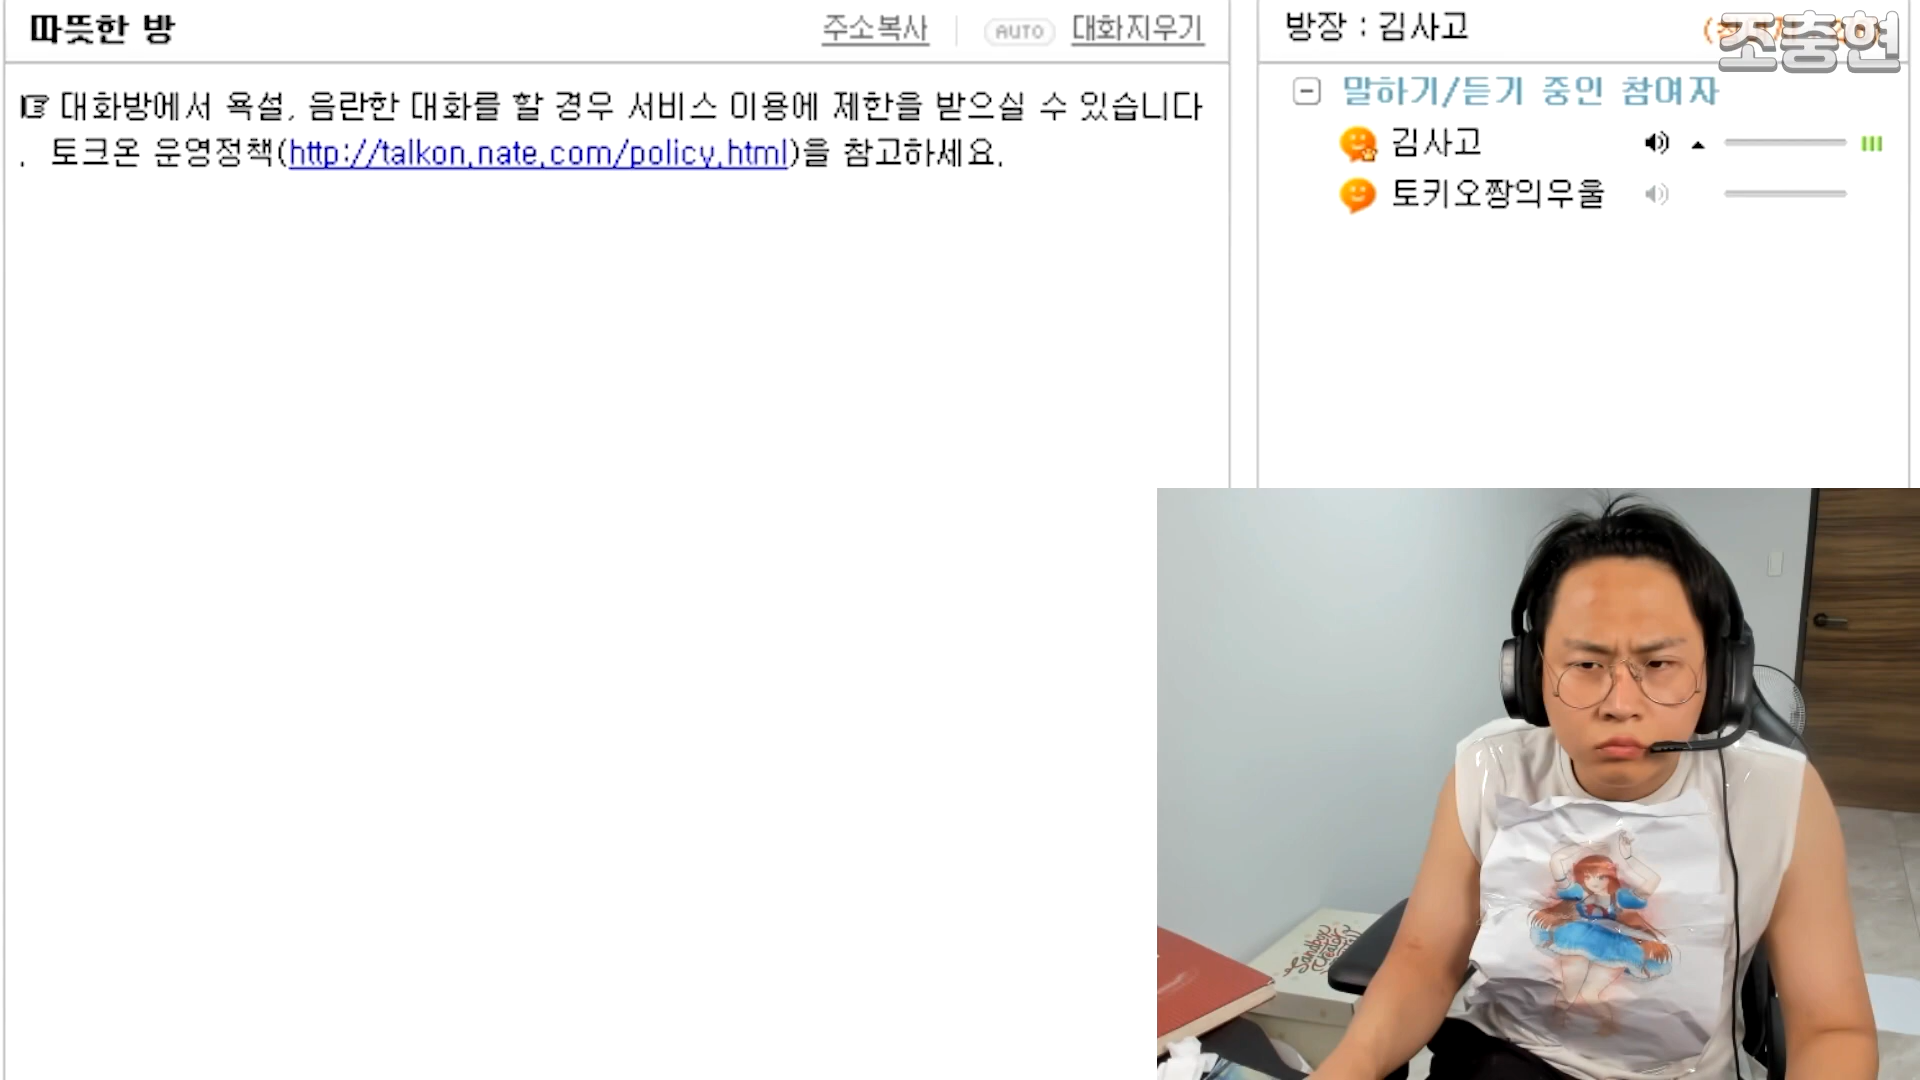 따뜻한 방
주소복사
AUTO
대화지우기
☞ 대화방에서 욕설, 음란한 대화를 할 경우 서비스 이용에 제한을 받으실 수 있습니다
. 토크온 운영정책(http://talkon.nate.com/policy.html)을 참고하세요.
방장 : 김사고
조충현
말하기/듣기 중인 참여자
김사고
토키오짱의우울
Sandbox
Creator